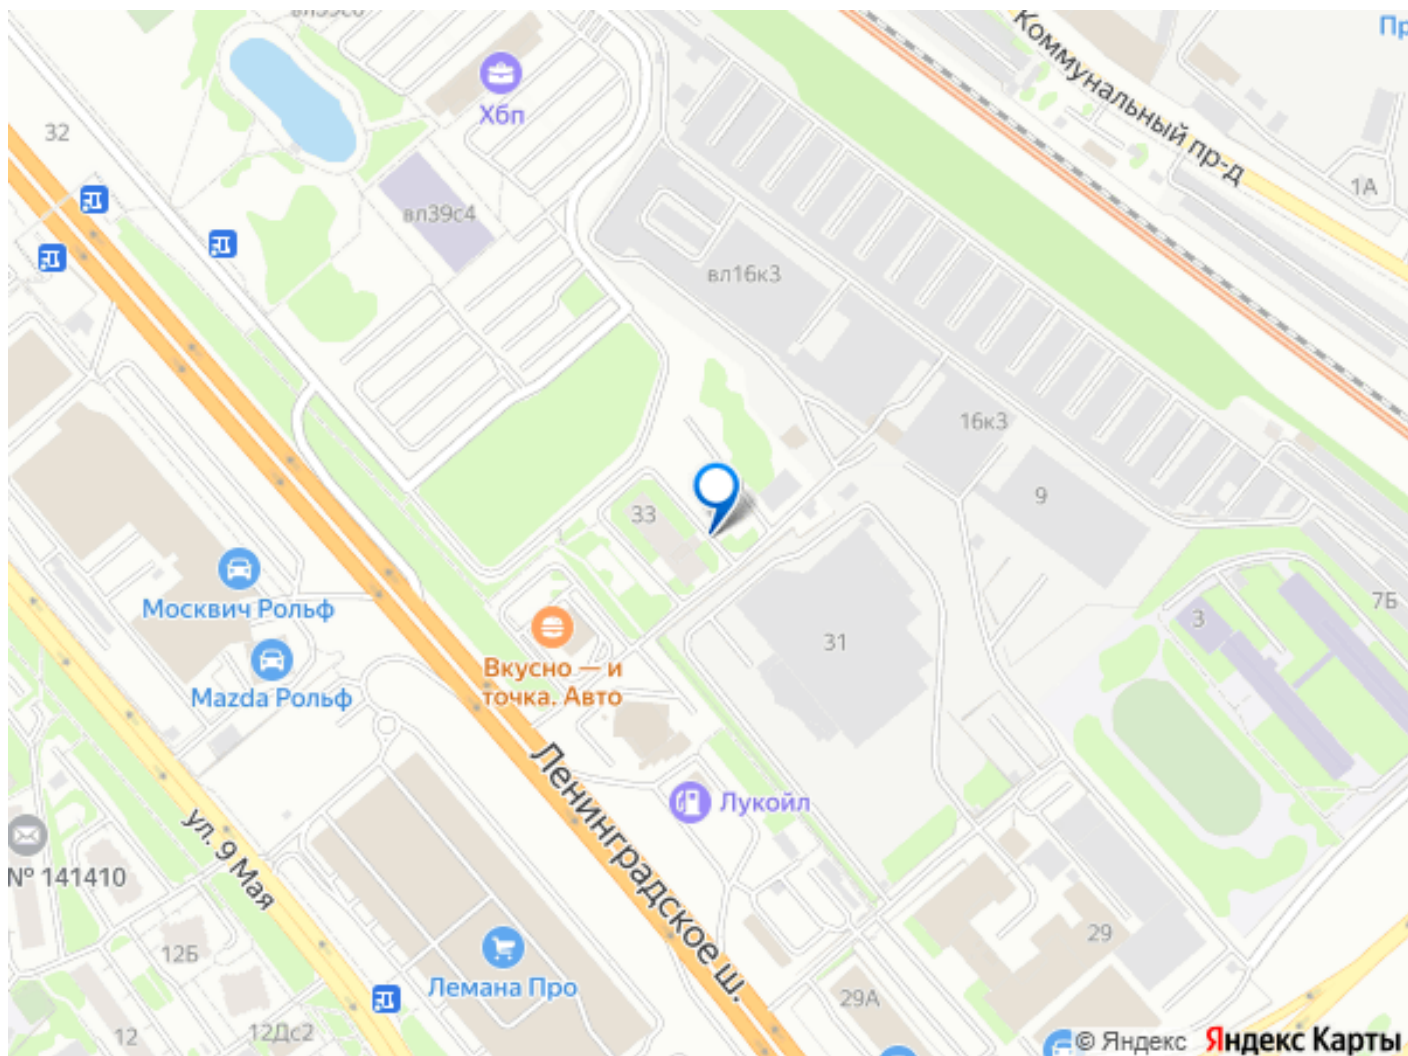 Хбп
Пр
Коммунальный пр-д
32
1А
вл39с4
вл16к3
16к3
9
33
Москвич Рольф
7Б
3
31
Вкусно — и
точка. Авто
Mazda Рольф
Ленинградское ш.
Лукойл
ул. 9 Мая
№ 141410
12Б
29
Лемана Про
29А
12
12Дс2
© Яндекс Яндекс Карты